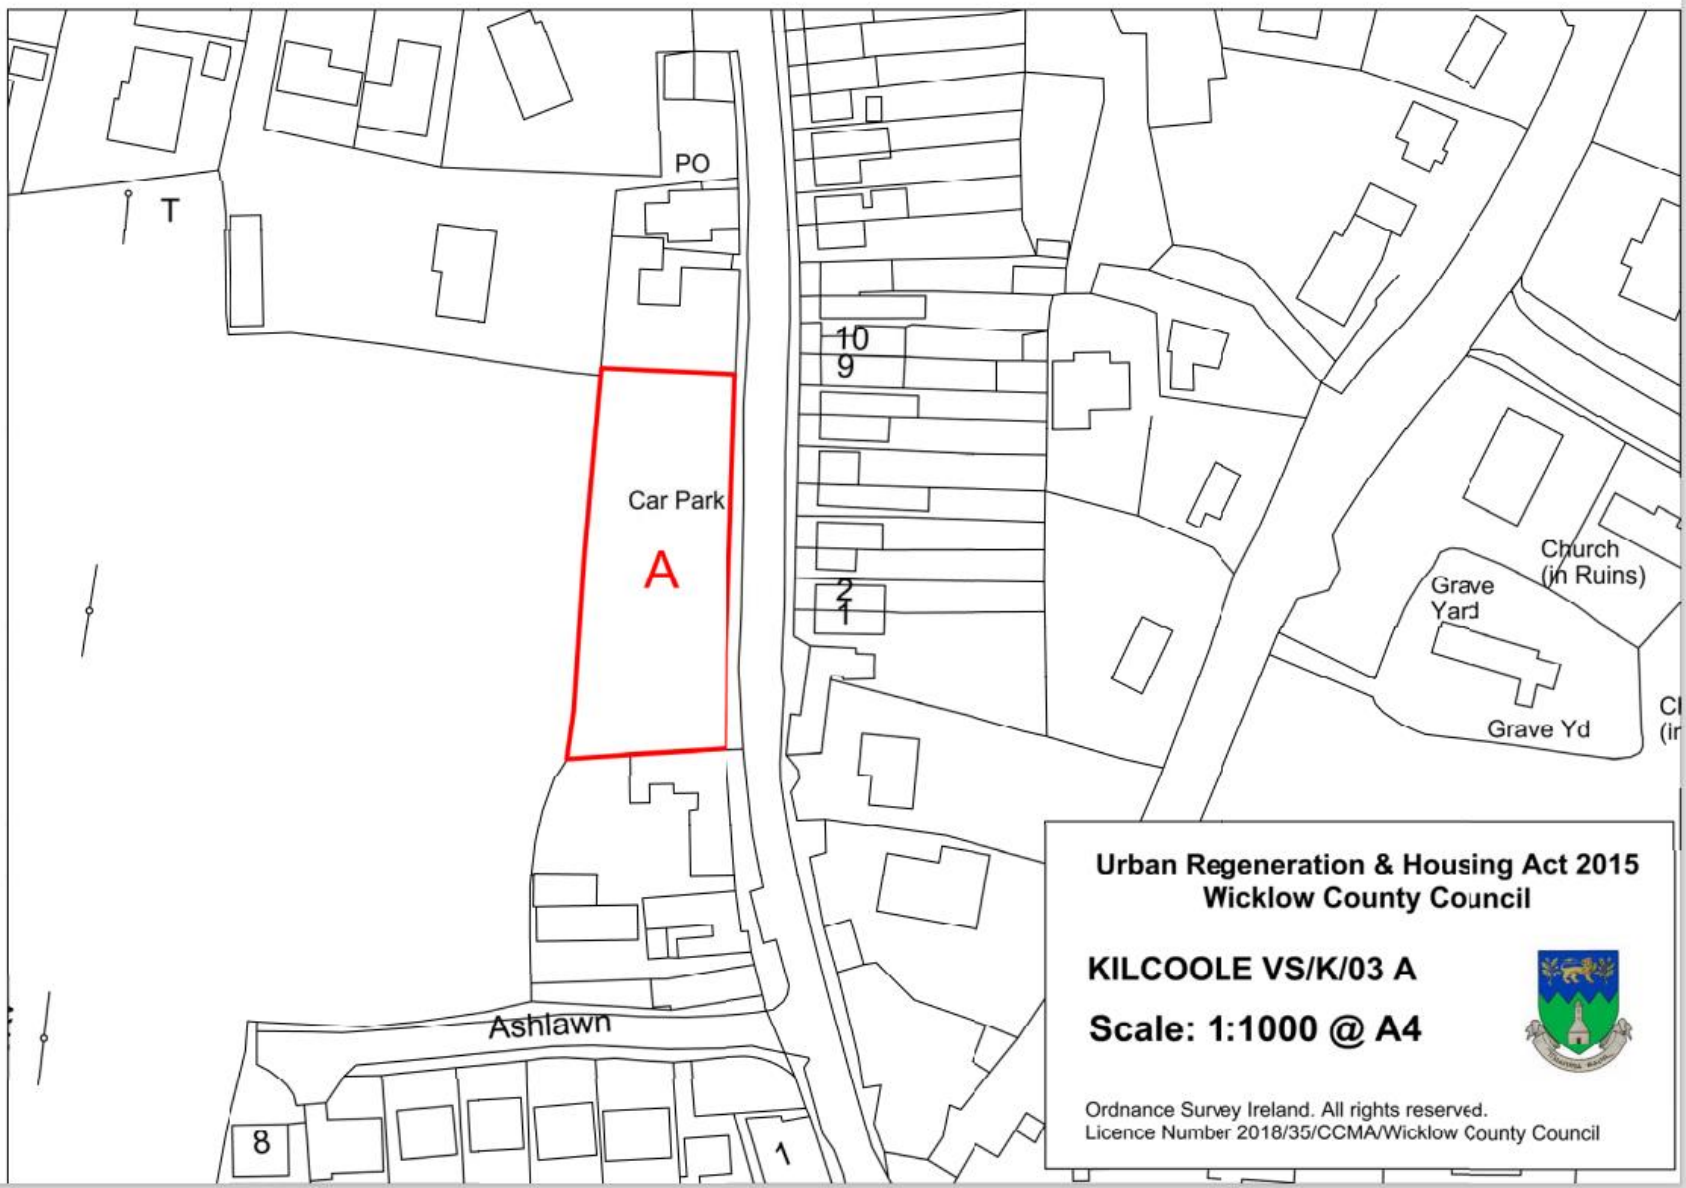 PO
T
10
9
Car Park
A
2
1
Church
(in Ruins)
Grave
Yard
Grave Yd
Ashlawn
8
1
Urban Regeneration & Housing Act 2015
Wicklow County Council
KILCOOLE VS/K/03 A
Scale: 1:1000 @ A4
Ordnance Survey Ireland. All rights reserved.
Licence Number 2018/35/CCMA/Wicklow County Council